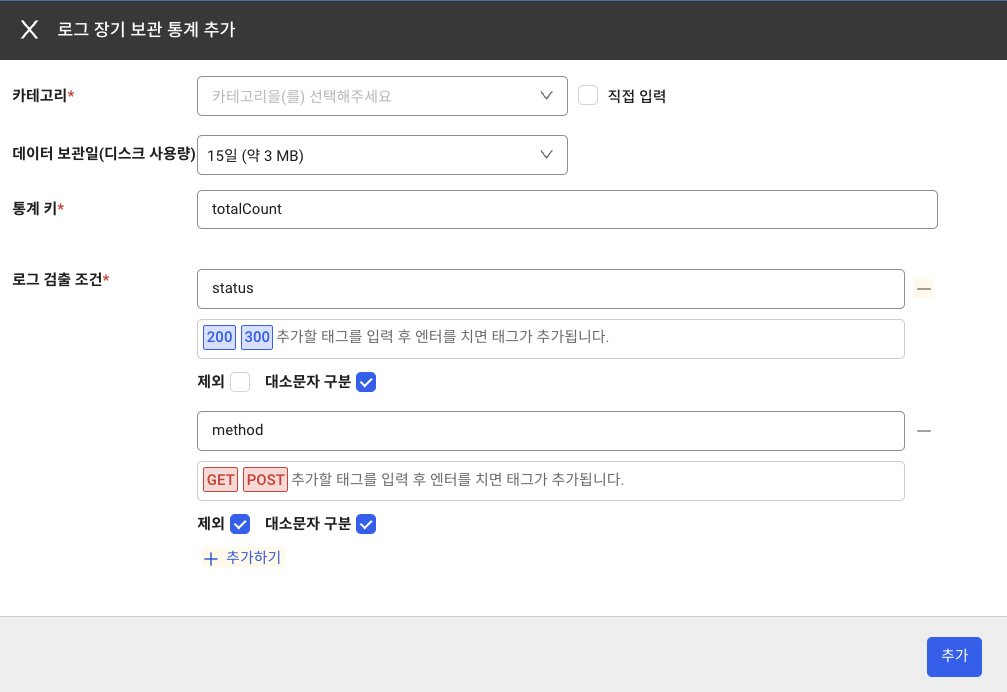 로그 장기 보관 통계 추가
카테고리* 카테고리을(를) 선택해주세요 직접 입력
데이터 보관일(디스크 사용량) 15일 (약 3 MB)
통계 키* totalCount
로그 검출 조건* status
200 300 추가할 태그를 입력 후 엔터를 치면 태그가 추가됩니다.
제외 대소문자 구분
method
GET POST 추가할 태그를 입력 후 엔터를 치면 태그가 추가됩니다.
제외 대소문자 구분
+ 추가하기
추가